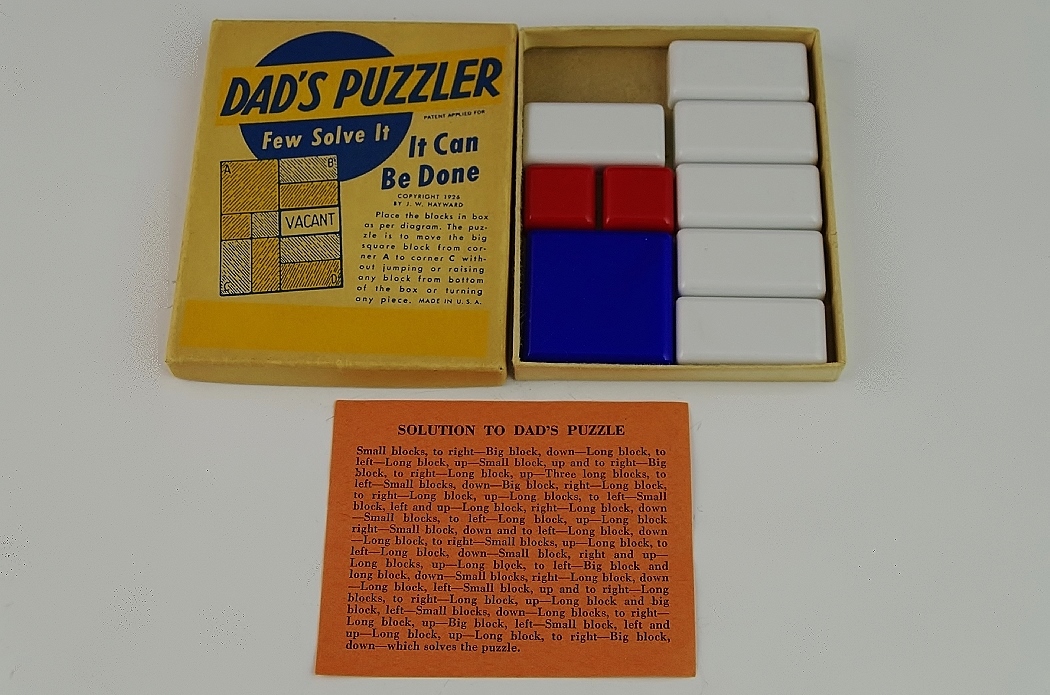 DAD'S PUZZLER
PATENT APPLIED FOR
Few Solve It
It Can
Be Done
COPYRIGHT 1926
BY J. W. HAYWARD
Place the blocks in box
as per diagram. The puz-
zle is to move the big
square block from cor-
ner A to corner C with-
out jumping or raising
any block from bottom
of the box or turning
any piece. MADE IN U.S.A.
A
B
VACANT
C
D
SOLUTION TO DAD'S PUZZLE
Small blocks, to right—Big block, down—Long block, to
left—Long block, up—Small block, up and to right—Big
block, to right—Long block, up—Three long blocks, to
left—Small blocks, down—Big block, right—Long block,
to right—Long block, up—Long blocks, to left—Small
block, left and up—Long block, right—Long block, down
—Small blocks, to left—Long block, up—Long block
right—Small block, down and to left—Long block, down
—Long block, to right—Small blocks, up—Long block, to
left—Long block, down—Small block, right and up—
Long blocks, up—Long block, to left—Big block and
long block, down—Small blocks, right—Long block, down
—Long block, left—Small block, up and to right—Long
blocks, to right—Long block, up—Long block and big
block, left—Small blocks, down—Long blocks, to right—
Long block, up—Big block, left—Small block, left and
up—Long block, up—Long block, to right—Big block,
down—which solves the puzzle.